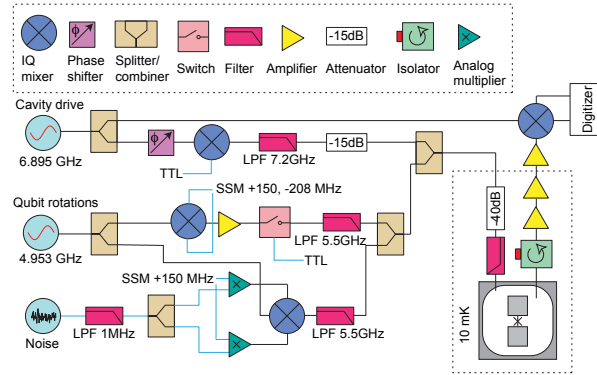 -15dB
ϕ
IQ
mixer
Phase
shifter
Splitter/
combiner
Switch
Filter
Amplifier
Attenuator
Isolator
Analog
multiplier
Cavity drive
6.895 GHz
ϕ
TTL
LPF 7.2GHz
-15dB
Digitizer
Qubit rotations
4.953 GHz
SSM +150, -208 MHz
TTL
LPF 5.5GHz
-40dB
SSM +150 MHz
Noise
LPF 1MHz
LPF 5.5GHz
10 mK